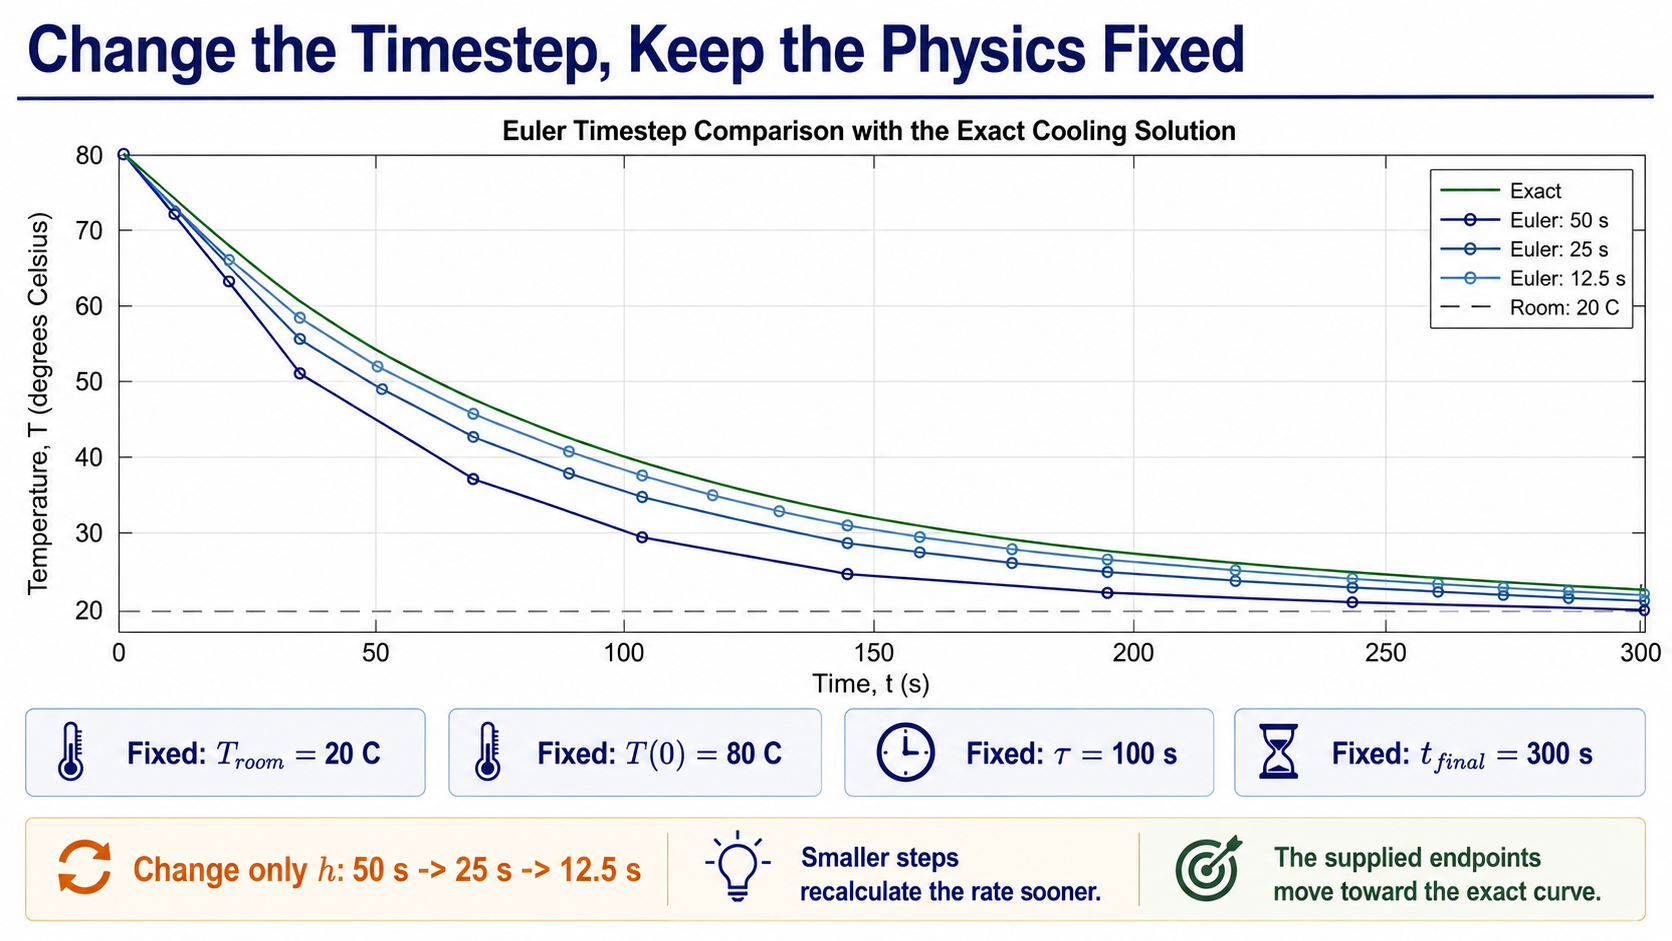 Change the Timestep, Keep the Physics Fixed
Euler Timestep Comparison with the Exact Cooling Solution
Temperature, T (degrees Celsius)
80
70
60
50
40
30
20
0
50
100
150
200
250
300
Time, t (s)
Exact
Euler: 50 s
Euler: 25 s
Euler: 12.5 s
Room: 20 C
Fixed: T_room = 20 C
Fixed: T(0) = 80 C
Fixed: τ = 100 s
Fixed: t_final = 300 s
Change only h: 50 s -> 25 s -> 12.5 s
Smaller steps
recalculate the rate sooner.
The supplied endpoints
move toward the exact curve.